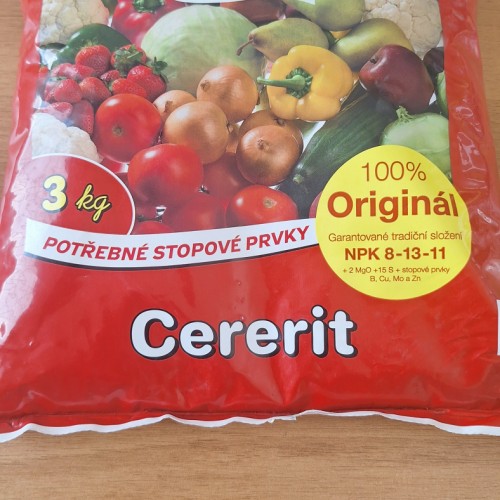 3 kg
POTŘEBNÉ STOPOVÉ PRVKY
100%
Originál
Garantované tradiční složení
NPK 8-13-11
+ 2 MgO +15 S + stopové prvky
B, Cu, Mo a Zn
Cererit